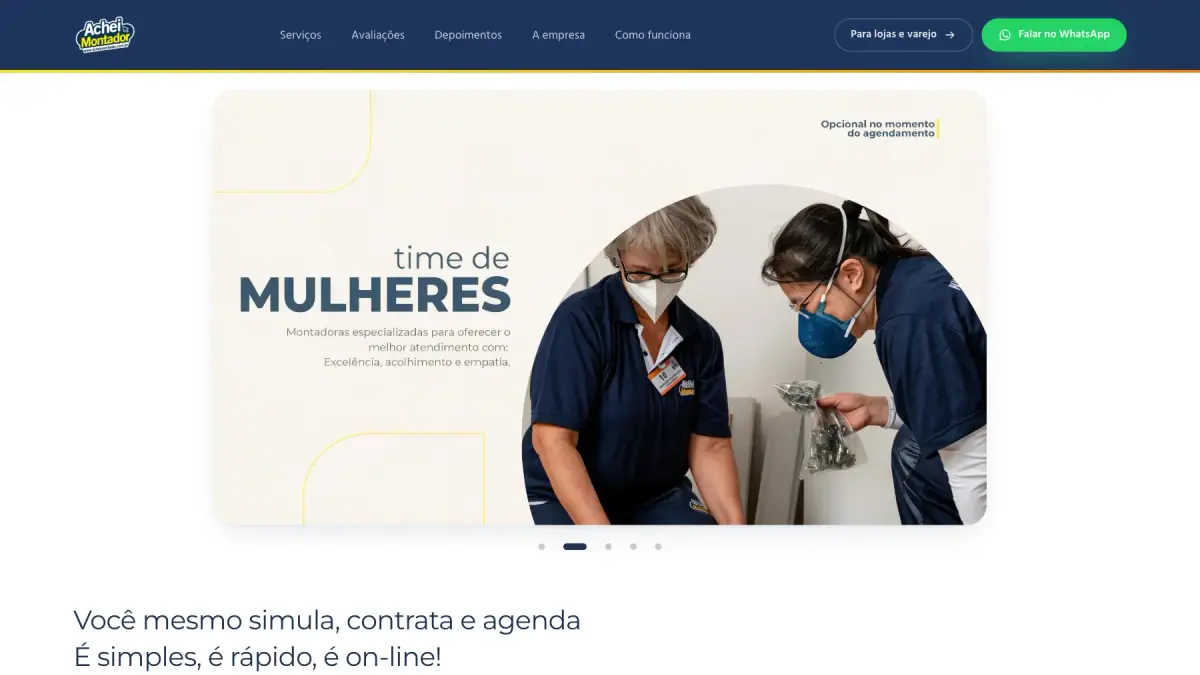 Achei
Montador
Serviços
Avaliações
Depoimentos
A empresa
Como funciona
Para lojas e varejo
Falar no WhatsApp
Opcional no momento
do agendamento
time de
MULHERES
Montadoras especializadas para oferecer o
melhor atendimento com:
Excelência, acolhimento e empatia.
Você mesmo simula, contrata e agenda
É simples, é rápido, é on-line!